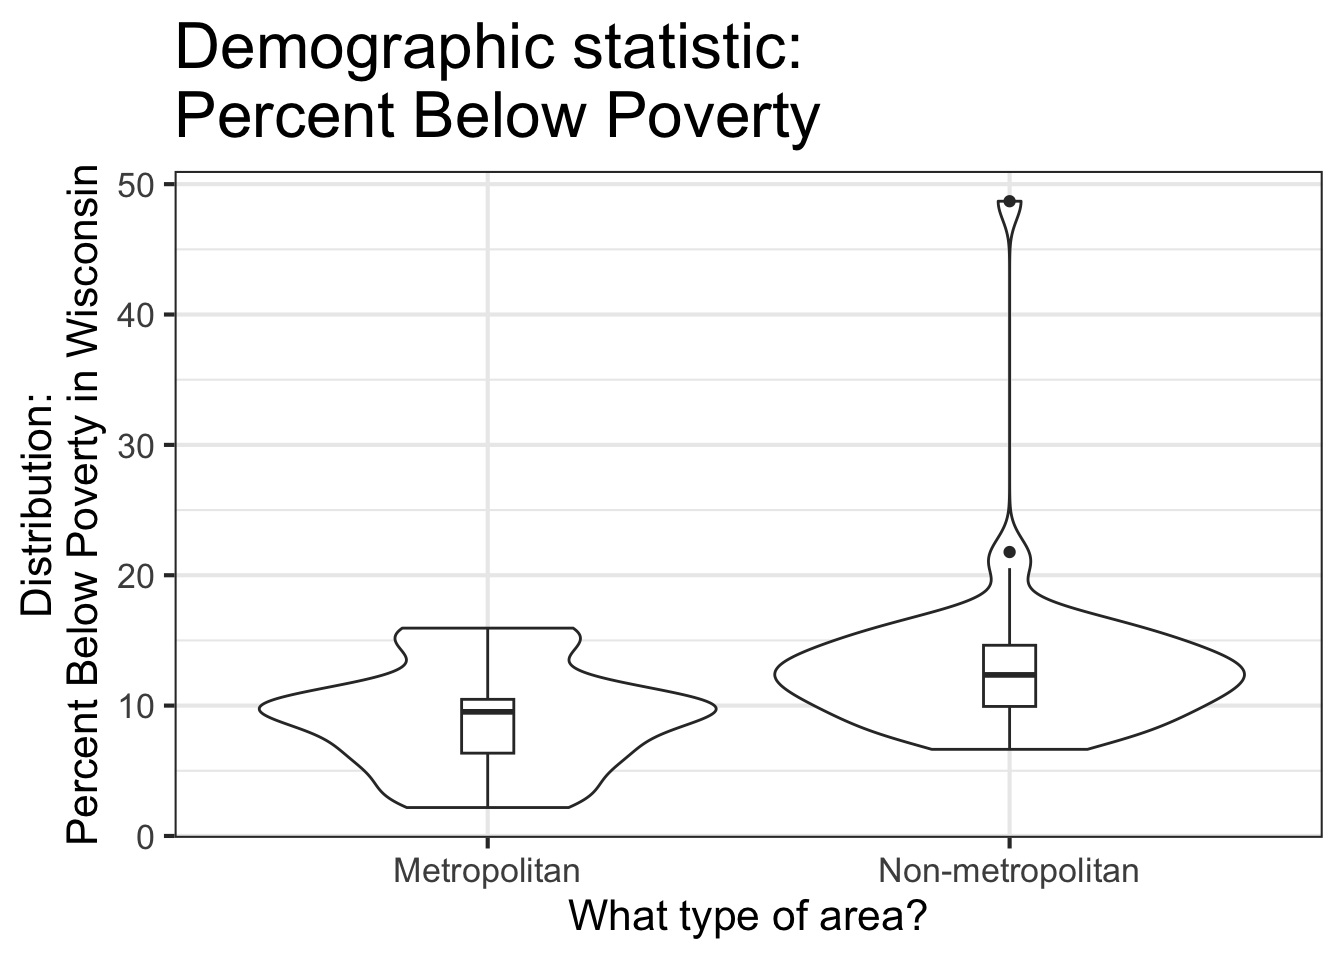 Demographic statistic:
Percent Below Poverty
Distribution:
Percent Below Poverty in Wisconsin
50
40
30
20
10
0
Metropolitan
Non-metropolitan
What type of area?